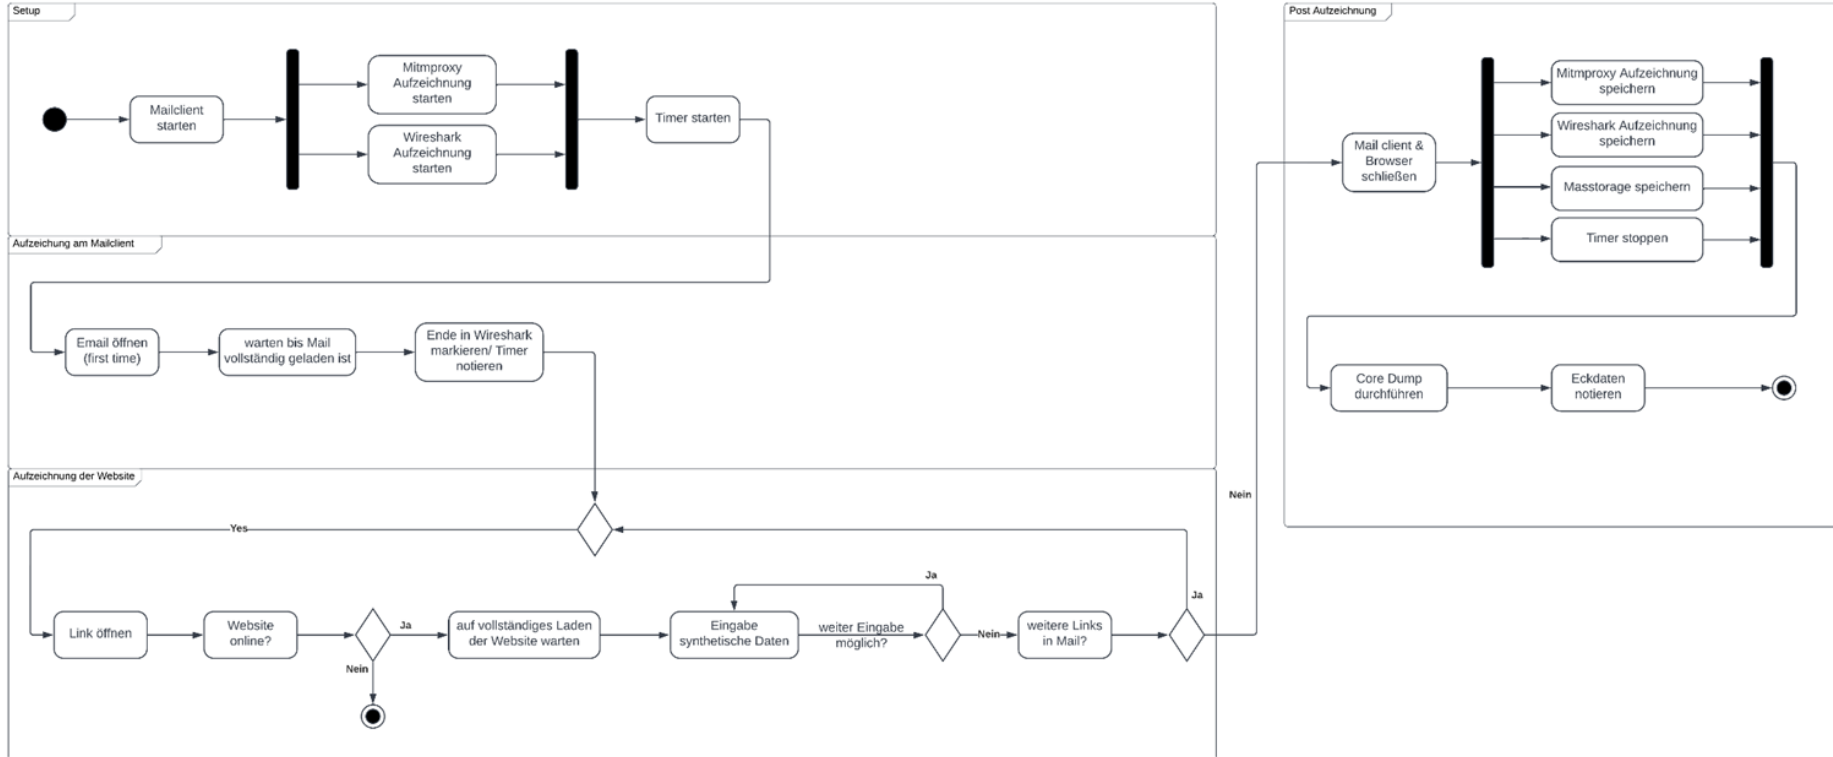 Setup
Mailclient
starten
Mitmproxy
Aufzeichnung
starten
Wireshark
Aufzeichnung
starten
Timer starten
Aufzeichung am Mailclient
Email öffnen
(first time)
warten bis Mail
vollständig geladen ist
Ende in Wireshark
markieren/ Timer
notieren
Aufzeichnung der Website
Yes
Link öffnen
Website
online?
Ja
Nein
auf vollständiges Laden
der Website warten
Eingabe
synthetische Daten
weiter Eingabe
möglich?
Ja
Nein
weitere Links
in Mail?
Ja
Nein
Post Aufzeichnung
Mail client &
Browser
schließen
Mitmproxy Aufzeichnung
speichern
Wireshark Aufzeichnung
speichern
Masstorage speichern
Timer stoppen
Core Dump
durchführen
Eckdaten
notieren